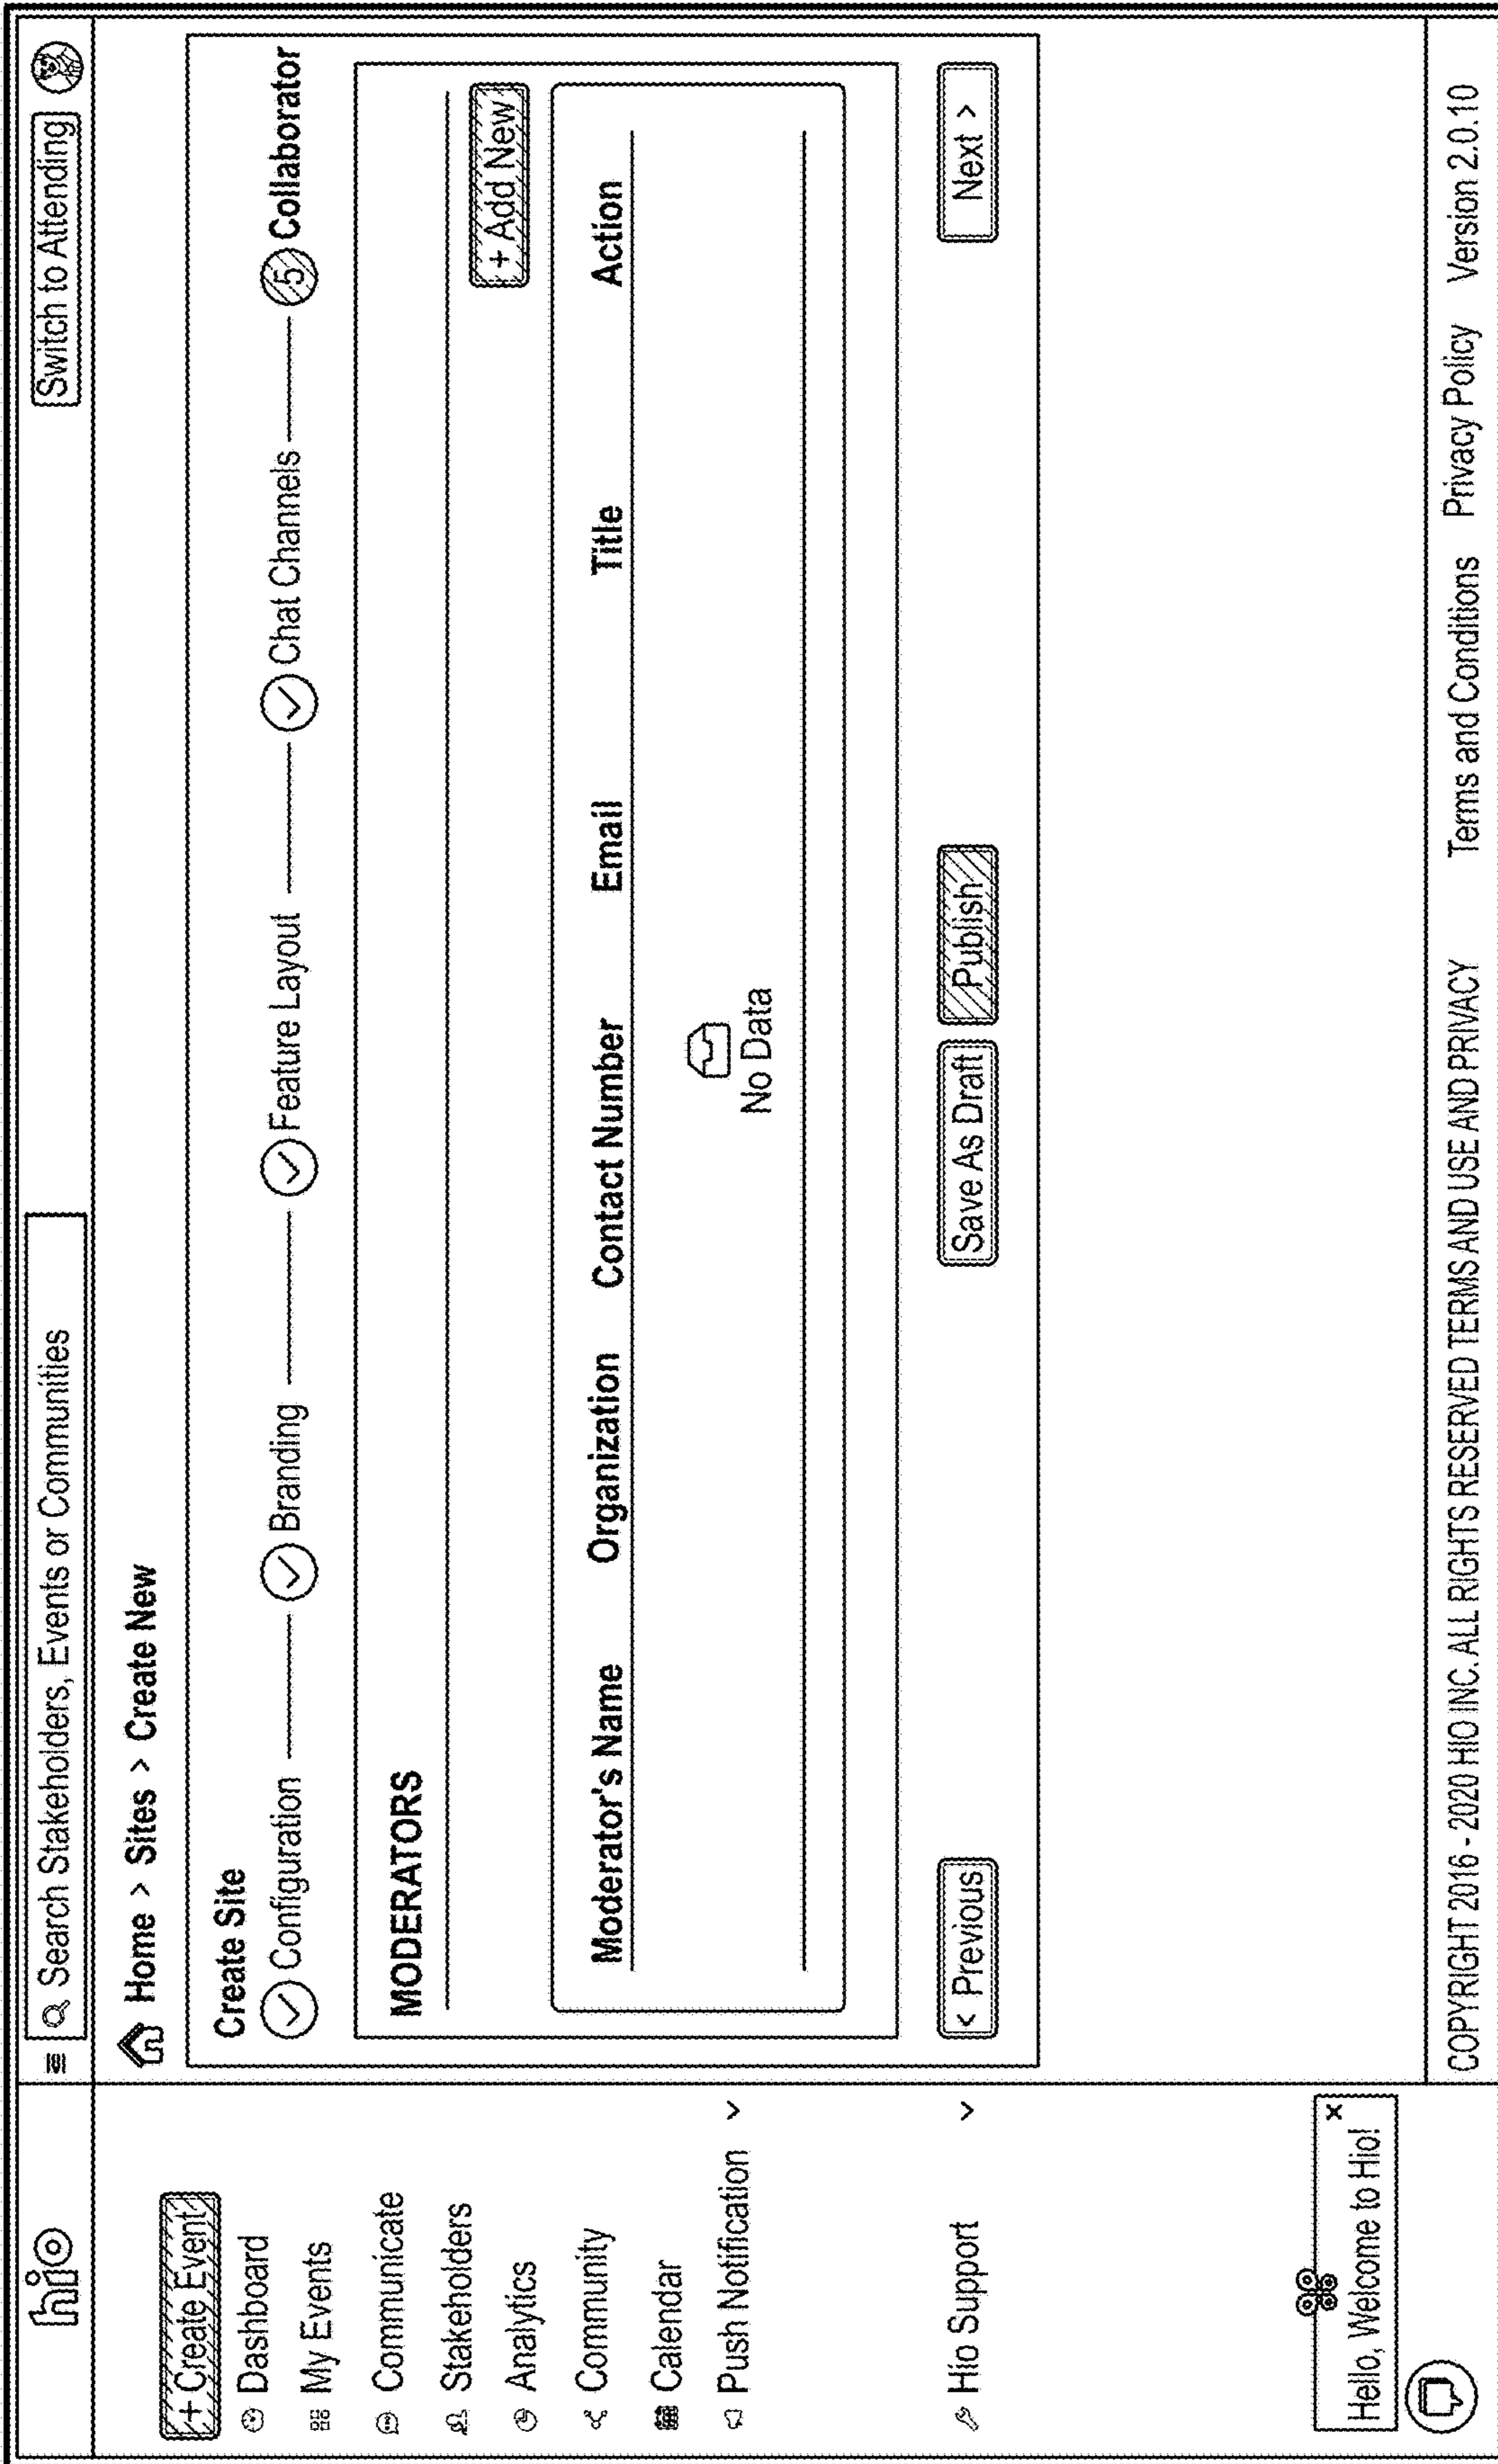 hio
Search Stakeholders, Events or Communities
Switch to Attending
+ Create Event
Dashboard
My Events
Communicate
Stakeholders
Analytics
Community
Calendar
Push Notification
Hio Support
Hello, Welcome to Hio! x
Home > Sites > Create New
Create Site
Configuration Branding Feature Layout Chat Channels 5 Collaborator
MODERATORS
+ Add New
Moderator's Name Organization Contact Number Email Title Action
No Data
< Previous Save As Draft Publish Next >
COPYRIGHT 2016 - 2020 HIO INC. ALL RIGHTS RESERVED TERMS AND USE AND PRIVACY Terms and Conditions Privacy Policy Version 2.0.10